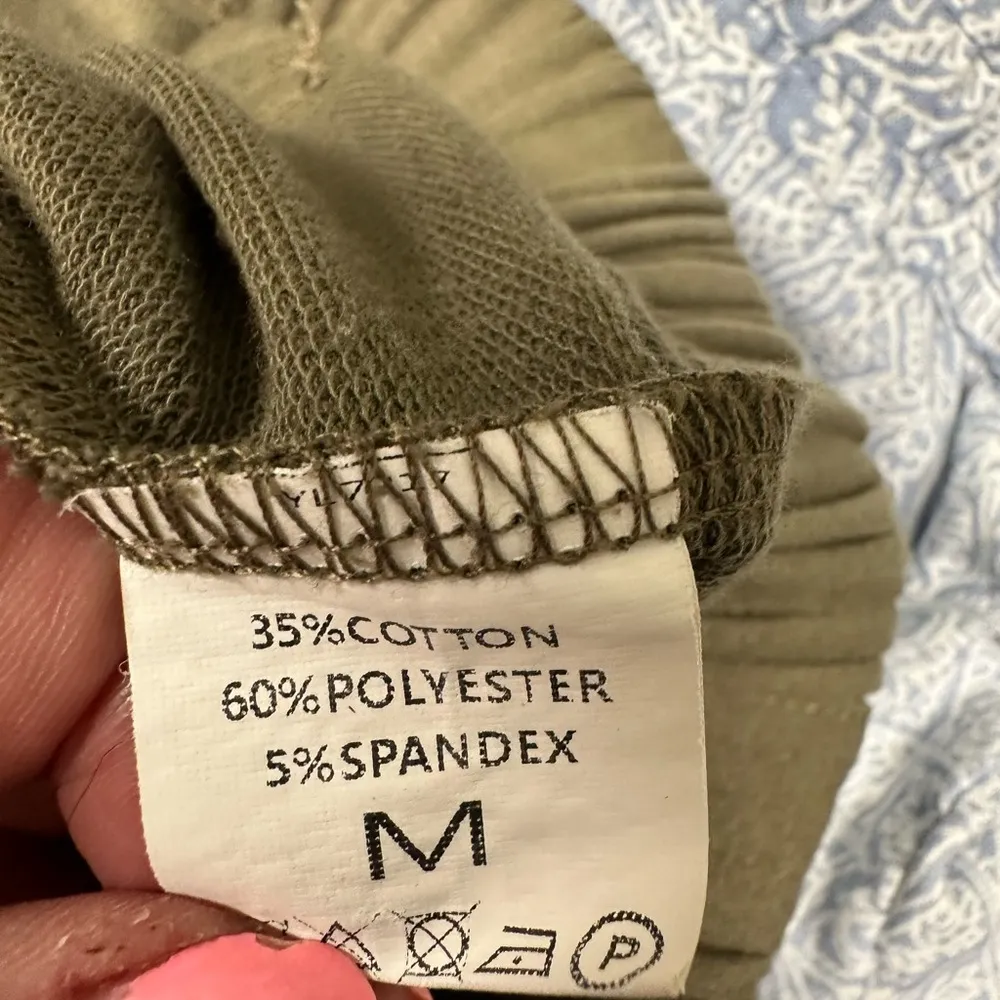 35%COTTON
60%POLYESTER
5%SPANDEX
M
P